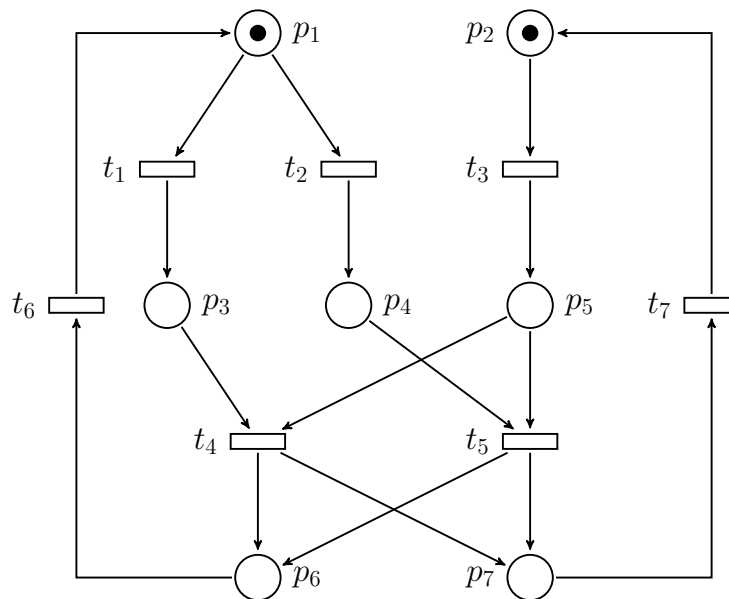 p₁ p₂
t₁ t₂ t₃
t₆ p₃ p₄ p₅ t₇
t₄ t₅
p₆ p₇